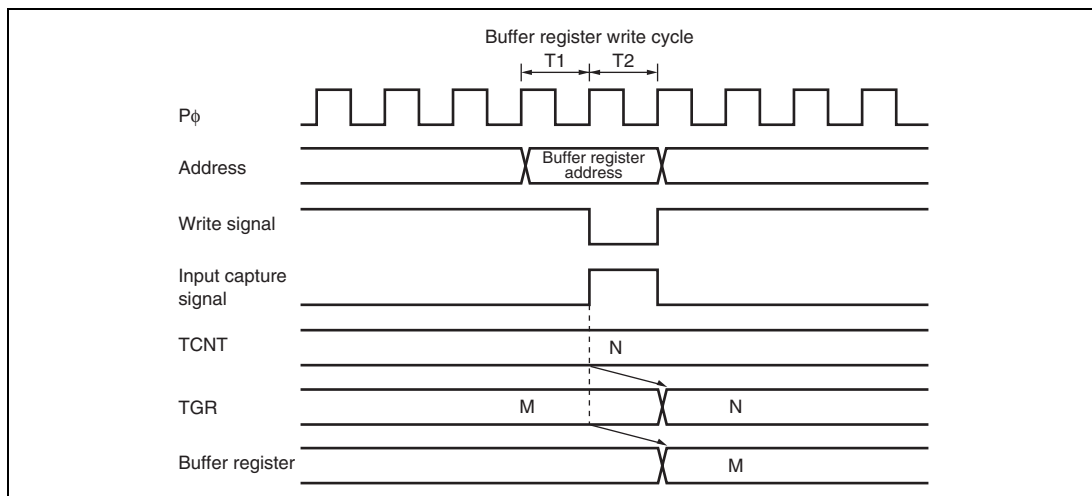 Buffer register write cycle
T1 T2
Pφ
Address
Buffer register
address
Write signal
Input capture
signal
TCNT
N
TGR
M N
Buffer register
M